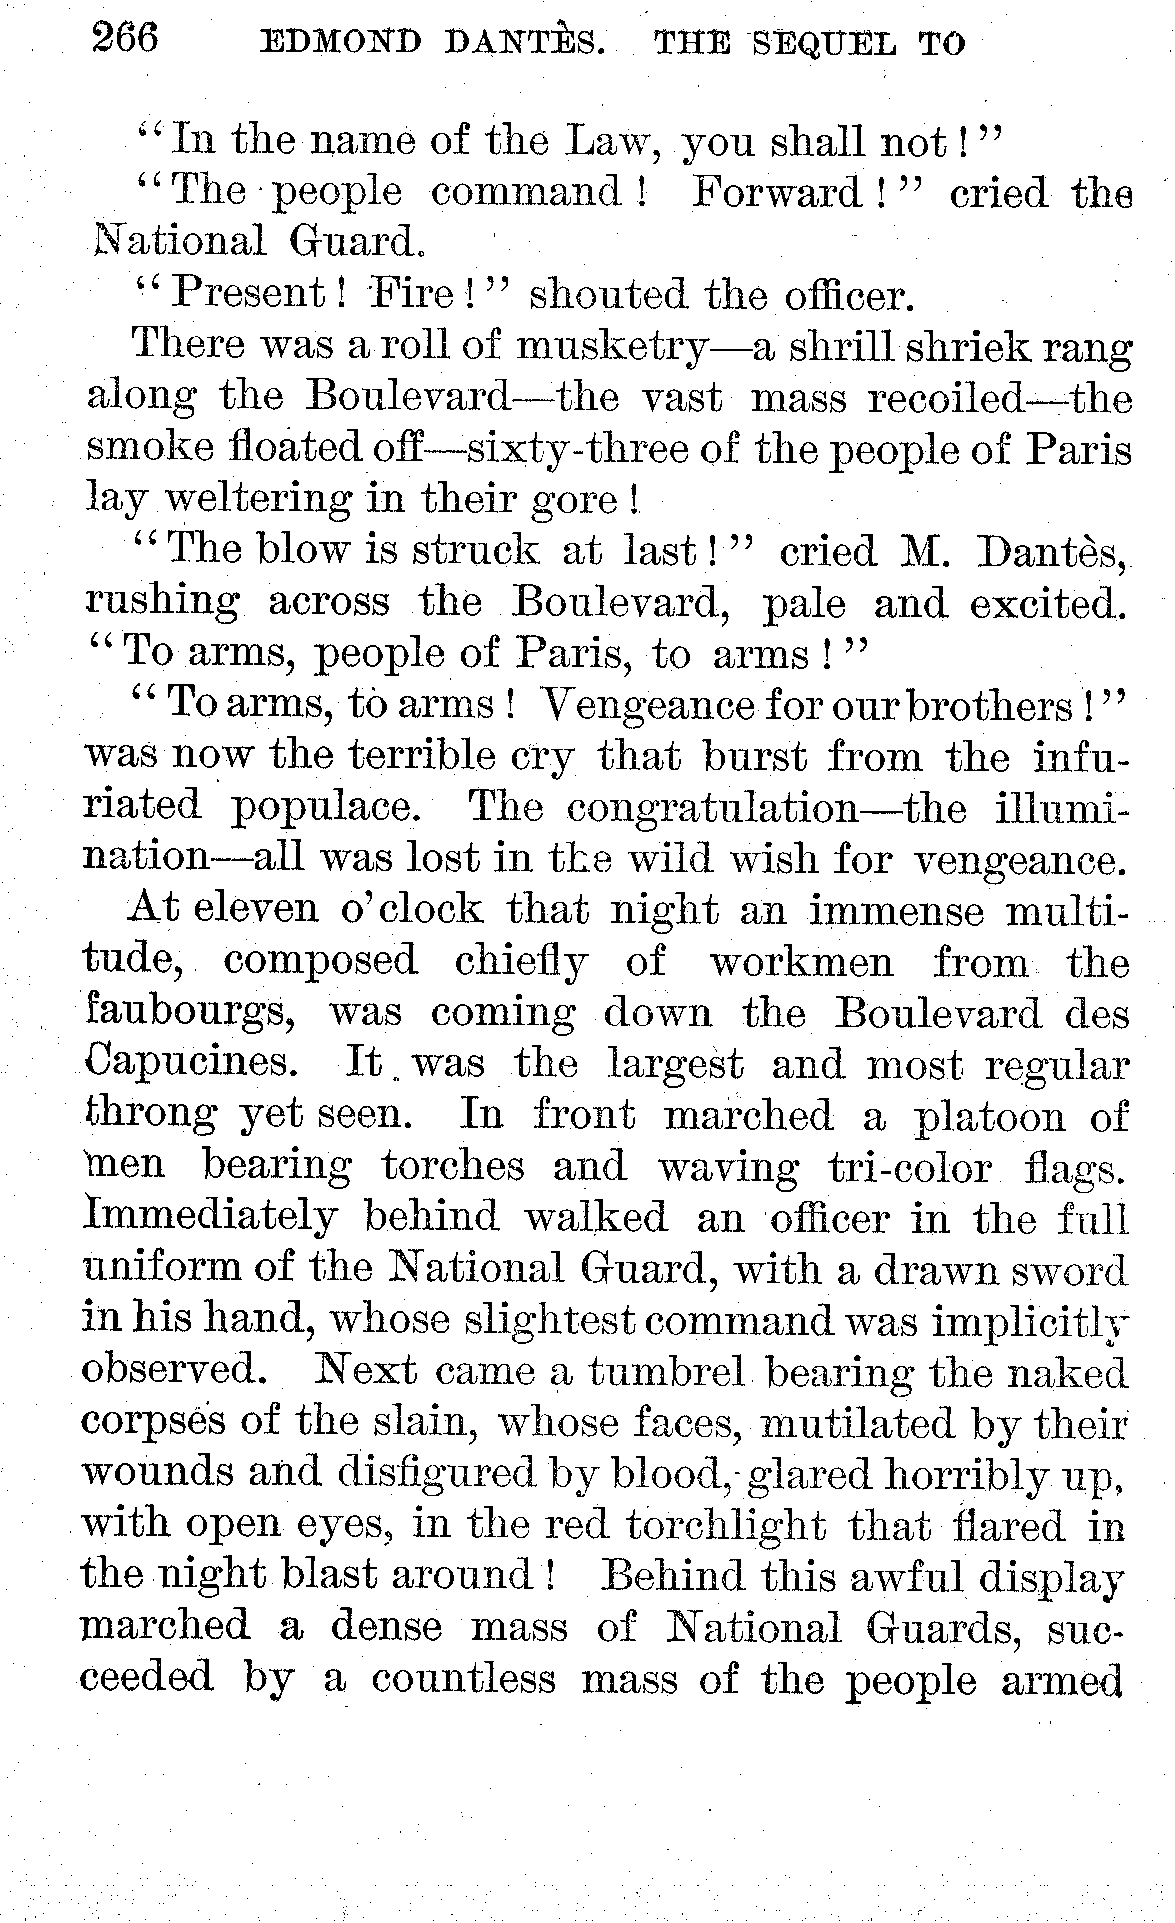 266 EDMOND DANTÈS. THE SEQUEL TO
"In the name of the Law, you shall not!"
"The people command! Forward!" cried the
National Guard.
"Present! Fire!" shouted the officer.
There was a roll of musketry—a shrill shriek rang
along the Boulevard—the vast mass recoiled—the
smoke floated off—sixty-three of the people of Paris
lay weltering in their gore!
"The blow is struck at last!" cried M. Dantès,
rushing across the Boulevard, pale and excited.
"To arms, people of Paris, to arms!"
"To arms, to arms! Vengeance for our brothers!"
was now the terrible cry that burst from the infu-
riated populace. The congratulation—the illumi-
nation—all was lost in the wild wish for vengeance.
At eleven o'clock that night an immense multi-
tude, composed chiefly of workmen from the
faubourgs, was coming down the Boulevard des
Capucines. It was the largest and most regular
throng yet seen. In front marched a platoon of
men bearing torches and waving tri-color flags.
Immediately behind walked an officer in the full
uniform of the National Guard, with a drawn sword
in his hand, whose slightest command was implicitly
observed. Next came a tumbrel bearing the naked
corpses of the slain, whose faces, mutilated by their
wounds and disfigured by blood, glared horribly up,
with open eyes, in the red torchlight that flared in
the night blast around! Behind this awful display
marched a dense mass of National Guards, suc-
ceeded by a countless mass of the people armed